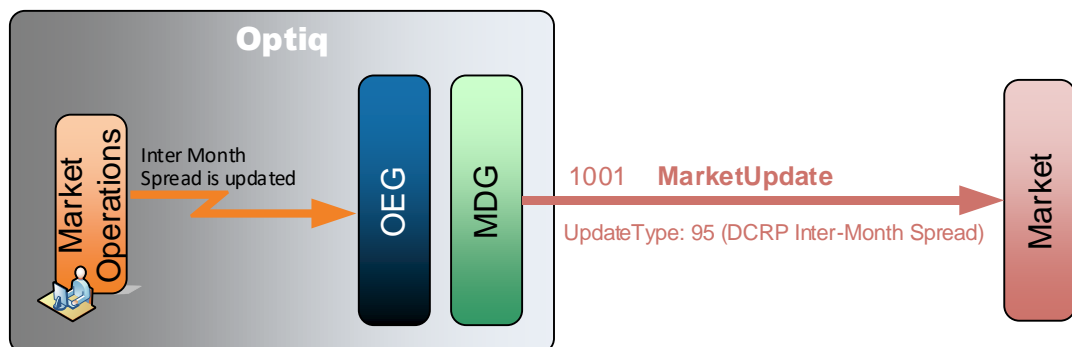 Optiq
Market
Operations
Inter Month
Spread is updated
OEG
MDG
1001 MarketUpdate
UpdateType: 95 (DCRP Inter-Month Spread)
Market